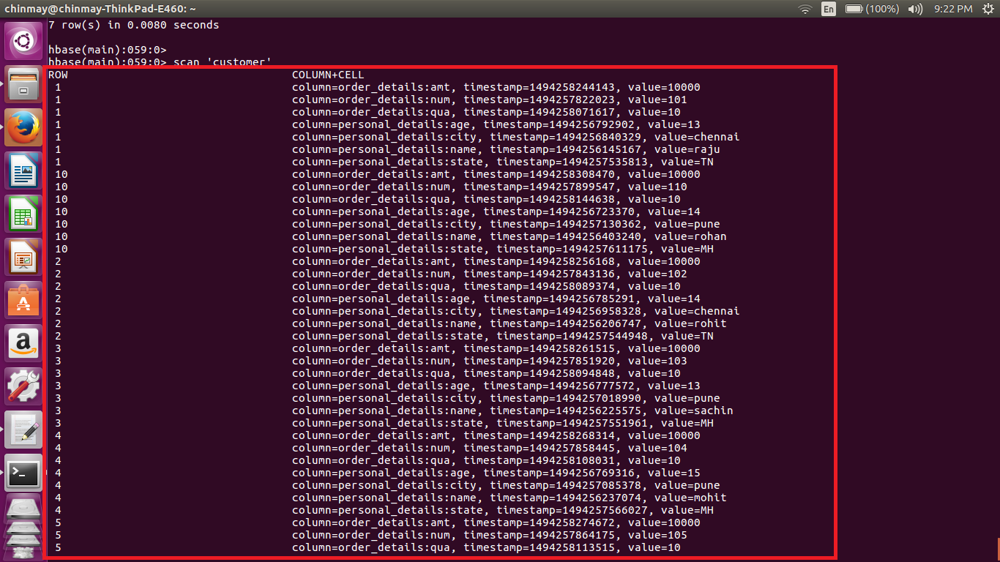 chinmay@chinmay-ThinkPad-E460: ~ En (100%) 9:22 PM
7 row(s) in 0.0080 seconds
hbase(main):059:0>
hbase(main):059:0> scan 'customer'
ROW COLUMN+CELL
1 column=order_details:amt, timestamp=1494258244143, value=10000
1 column=order_details:num, timestamp=1494257822023, value=101
1 column=order_details:qua, timestamp=1494258071617, value=10
1 column=personal_details:age, timestamp=1494256792902, value=13
1 column=personal_details:city, timestamp=1494256840329, value=chennai
1 column=personal_details:name, timestamp=1494256145167, value=raju
1 column=personal_details:state, timestamp=1494257535813, value=TN
10 column=order_details:amt, timestamp=1494258308470, value=10000
10 column=order_details:num, timestamp=1494257899547, value=110
10 column=order_details:qua, timestamp=1494258144638, value=10
10 column=personal_details:age, timestamp=1494256723370, value=14
10 column=personal_details:city, timestamp=1494257130362, value=pune
10 column=personal_details:name, timestamp=1494256403240, value=rohan
10 column=personal_details:state, timestamp=1494257611175, value=MH
2 column=order_details:amt, timestamp=1494258256168, value=10000
2 column=order_details:num, timestamp=1494257843136, value=102
2 column=order_details:qua, timestamp=1494258089374, value=10
2 column=personal_details:age, timestamp=1494256785291, value=14
2 column=personal_details:city, timestamp=1494256958328, value=chennai
2 column=personal_details:name, timestamp=1494256206747, value=rohit
2 column=personal_details:state, timestamp=1494257544948, value=TN
3 column=order_details:amt, timestamp=1494258261515, value=10000
3 column=order_details:num, timestamp=1494257851920, value=103
3 column=order_details:qua, timestamp=1494258094848, value=10
3 column=personal_details:age, timestamp=1494256777572, value=13
3 column=personal_details:city, timestamp=1494257018990, value=pune
3 column=personal_details:name, timestamp=1494256225575, value=sachin
3 column=personal_details:state, timestamp=1494257551961, value=MH
4 column=order_details:amt, timestamp=1494258268314, value=10000
4 column=order_details:num, timestamp=1494257858445, value=104
4 column=order_details:qua, timestamp=1494258108031, value=10
4 column=personal_details:age, timestamp=1494256769316, value=15
4 column=personal_details:city, timestamp=1494257085378, value=pune
4 column=personal_details:name, timestamp=1494256237074, value=mohit
4 column=personal_details:state, timestamp=1494257566027, value=MH
5 column=order_details:amt, timestamp=1494258274672, value=10000
5 column=order_details:num, timestamp=1494257864175, value=105
5 column=order_details:qua, timestamp=1494258113515, value=10